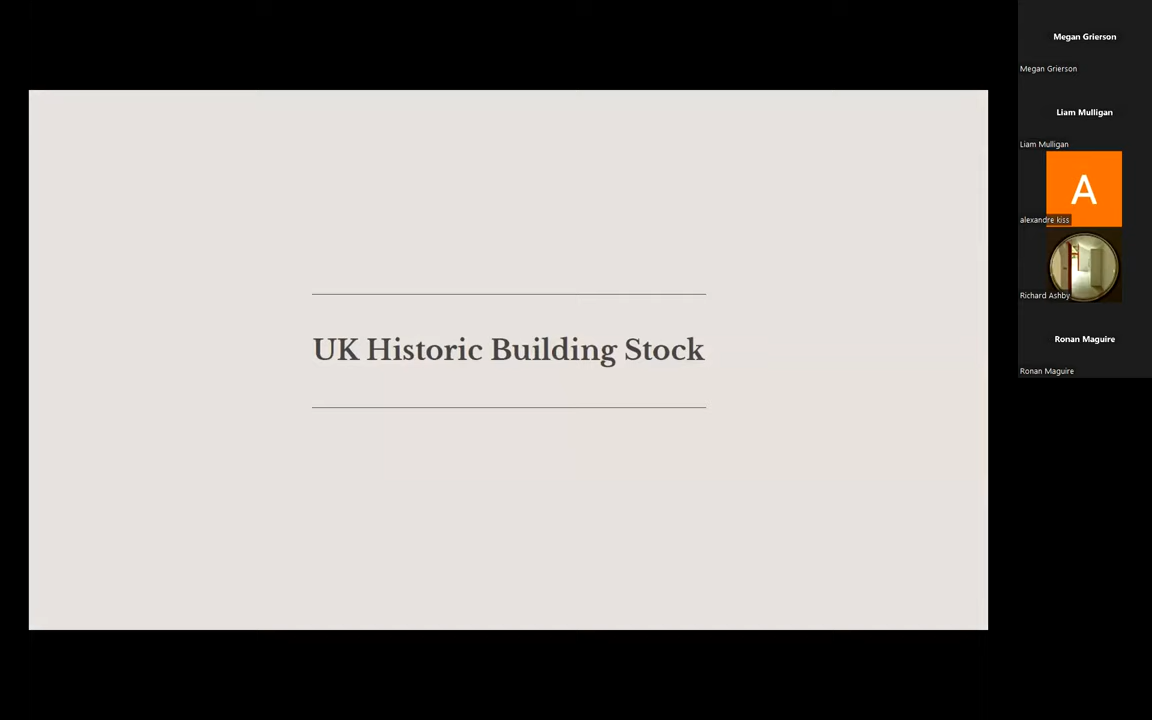 UK Historic Building Stock
Megan Grierson
Megan Grierson
Liam Mulligan
Liam Mulligan
A
alexandre kiss
Richard Ashby
Ronan Maguire
Ronan Maguire